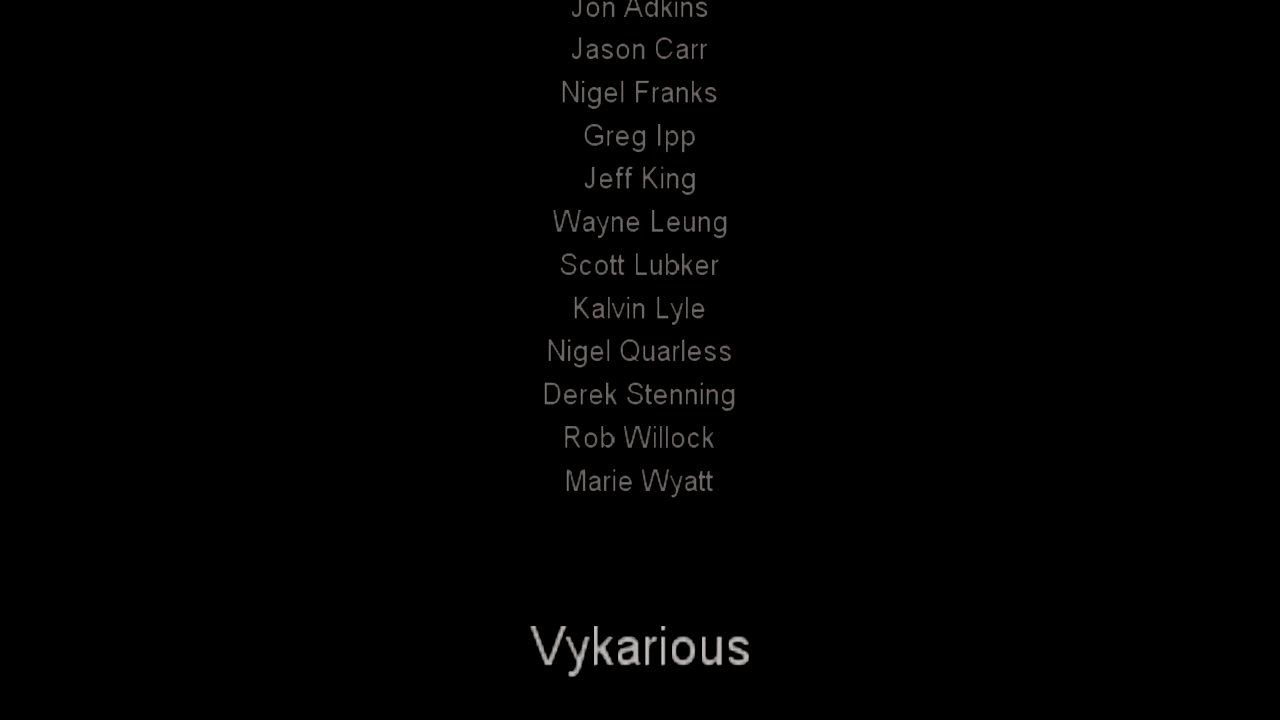 Jon Adkins
Jason Carr
Nigel Franks
Greg Ipp
Jeff King
Wayne Leung
Scott Lubker
Kalvin Lyle
Nigel Quarless
Derek Stenning
Rob Willock
Marie Wyatt
Vykarious